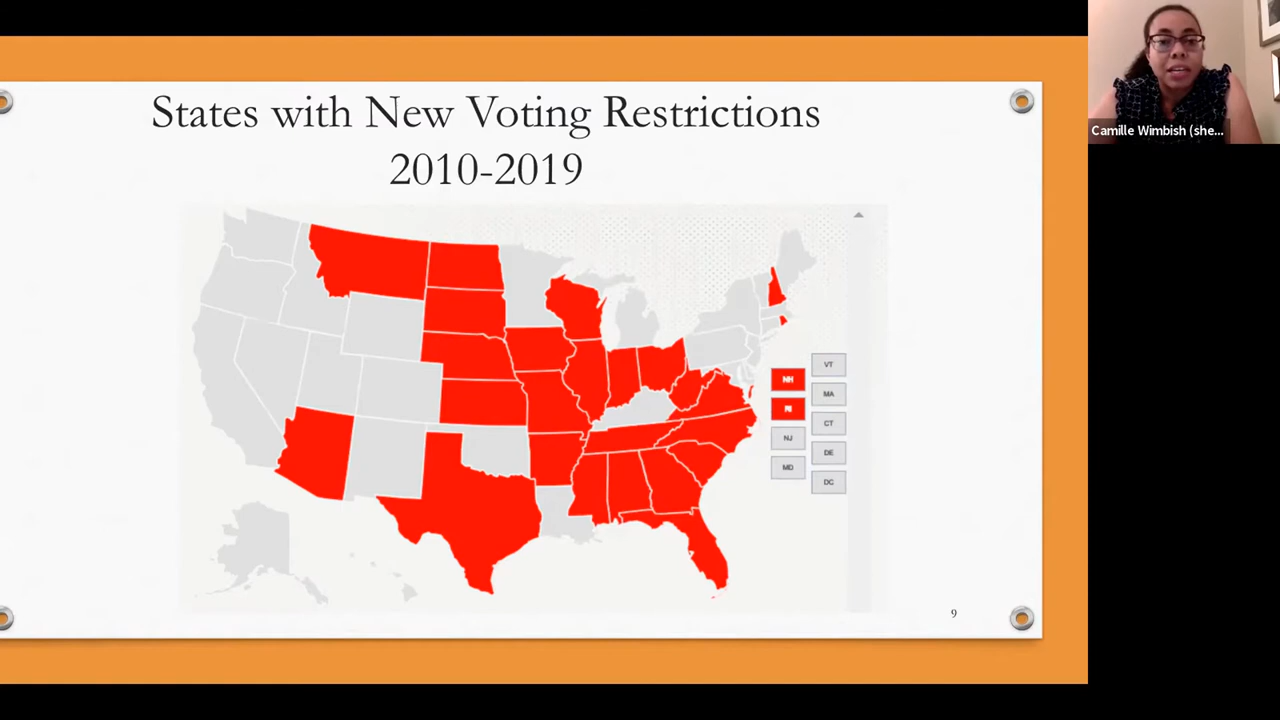 States with New Voting Restrictions
2010-2019
Camille Wimbish (she...
VT
NH
MA
RI
CT
NJ
DE
MD
DC
9